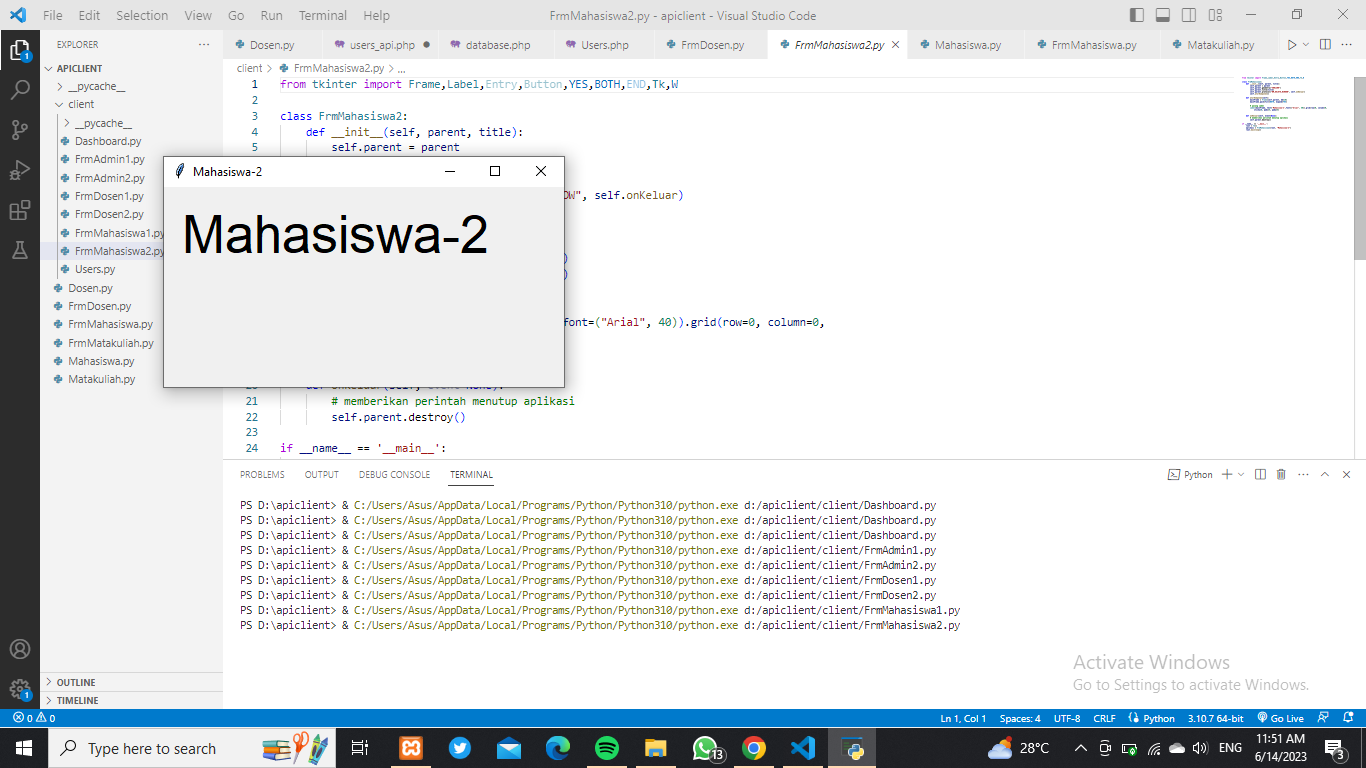 File Edit Selection View Go Run Terminal Help FrmMahasiswa2.py - apiclient - Visual Studio Code
EXPLORER
Dosen.py users_api.php database.php Users.php FrmDosen.py FrmMahasiswa2.py Mahasiswa.py FrmMahasiswa.py Matakuliah.py
client > FrmMahasiswa2.py > ...
APICLIENT
__pycache__
client
__pycache__
Dashboard.py
FrmAdmin1.py
FrmAdmin2.py
FrmDosen1.py
FrmDosen2.py
FrmMahasiswa1.py
FrmMahasiswa2.py
Users.py
Dosen.py
FrmDosen.py
FrmMahasiswa.py
FrmMatakuliah.py
Mahasiswa.py
Matakuliah.py
OUTLINE
TIMELINE
1 from tkinter import Frame,Label,Entry,Button,YES,BOTH,END,Tk,W
2
3 class FrmMahasiswa2:
4 def __init__(self, parent, title):
5 self.parent = parent
OW", self.onKeluar)
)
)
font=("Arial", 40)).grid(row=0, column=0,
21 # memberikan perintah menutup aplikasi
22 self.parent.destroy()
23
24 if __name__ == '__main__':
Mahasiswa-2
Mahasiswa-2
PROBLEMS OUTPUT DEBUG CONSOLE TERMINAL
Python
PS D:\apiclient> & C:/Users/Asus/AppData/Local/Programs/Python/Python310/python.exe d:/apiclient/client/Dashboard.py
PS D:\apiclient> & C:/Users/Asus/AppData/Local/Programs/Python/Python310/python.exe d:/apiclient/client/Dashboard.py
PS D:\apiclient> & C:/Users/Asus/AppData/Local/Programs/Python/Python310/python.exe d:/apiclient/client/Dashboard.py
PS D:\apiclient> & C:/Users/Asus/AppData/Local/Programs/Python/Python310/python.exe d:/apiclient/client/FrmAdmin1.py
PS D:\apiclient> & C:/Users/Asus/AppData/Local/Programs/Python/Python310/python.exe d:/apiclient/client/FrmAdmin2.py
PS D:\apiclient> & C:/Users/Asus/AppData/Local/Programs/Python/Python310/python.exe d:/apiclient/client/FrmDosen1.py
PS D:\apiclient> & C:/Users/Asus/AppData/Local/Programs/Python/Python310/python.exe d:/apiclient/client/FrmDosen2.py
PS D:\apiclient> & C:/Users/Asus/AppData/Local/Programs/Python/Python310/python.exe d:/apiclient/client/FrmMahasiswa1.py
PS D:\apiclient> & C:/Users/Asus/AppData/Local/Programs/Python/Python310/python.exe d:/apiclient/client/FrmMahasiswa2.py
Activate Windows
Go to Settings to activate Windows.
0 0 Ln 1, Col 1 Spaces: 4 UTF-8 CRLF Python 3.10.7 64-bit Go Live
Type here to search
13
28°C
ENG
11:51 AM
6/14/2023
3